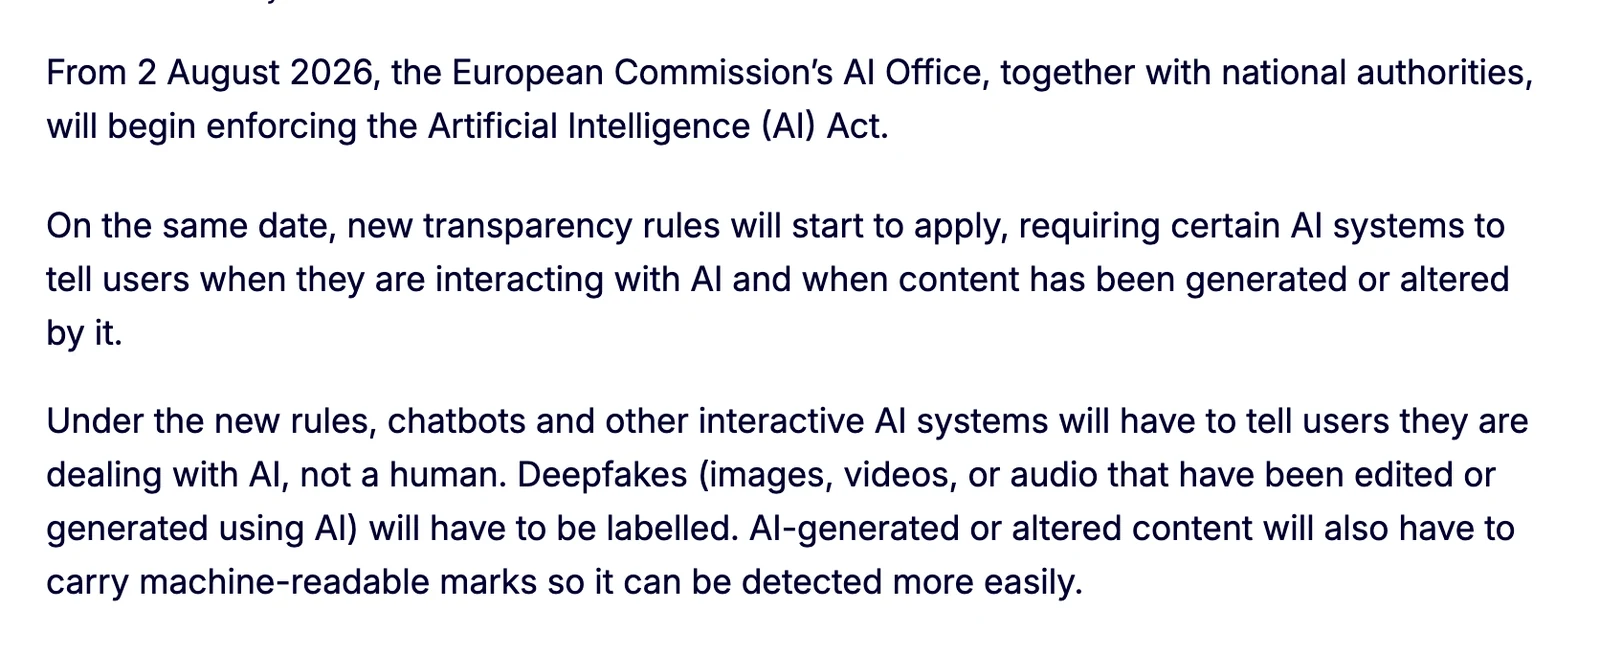 From 2 August 2026, the European Commission’s AI Office, together with national authorities,
will begin enforcing the Artificial Intelligence (AI) Act.
On the same date, new transparency rules will start to apply, requiring certain AI systems to
tell users when they are interacting with AI and when content has been generated or altered
by it.
Under the new rules, chatbots and other interactive AI systems will have to tell users they are
dealing with AI, not a human. Deepfakes (images, videos, or audio that have been edited or
generated using AI) will have to be labelled. AI-generated or altered content will also have to
carry machine-readable marks so it can be detected more easily.